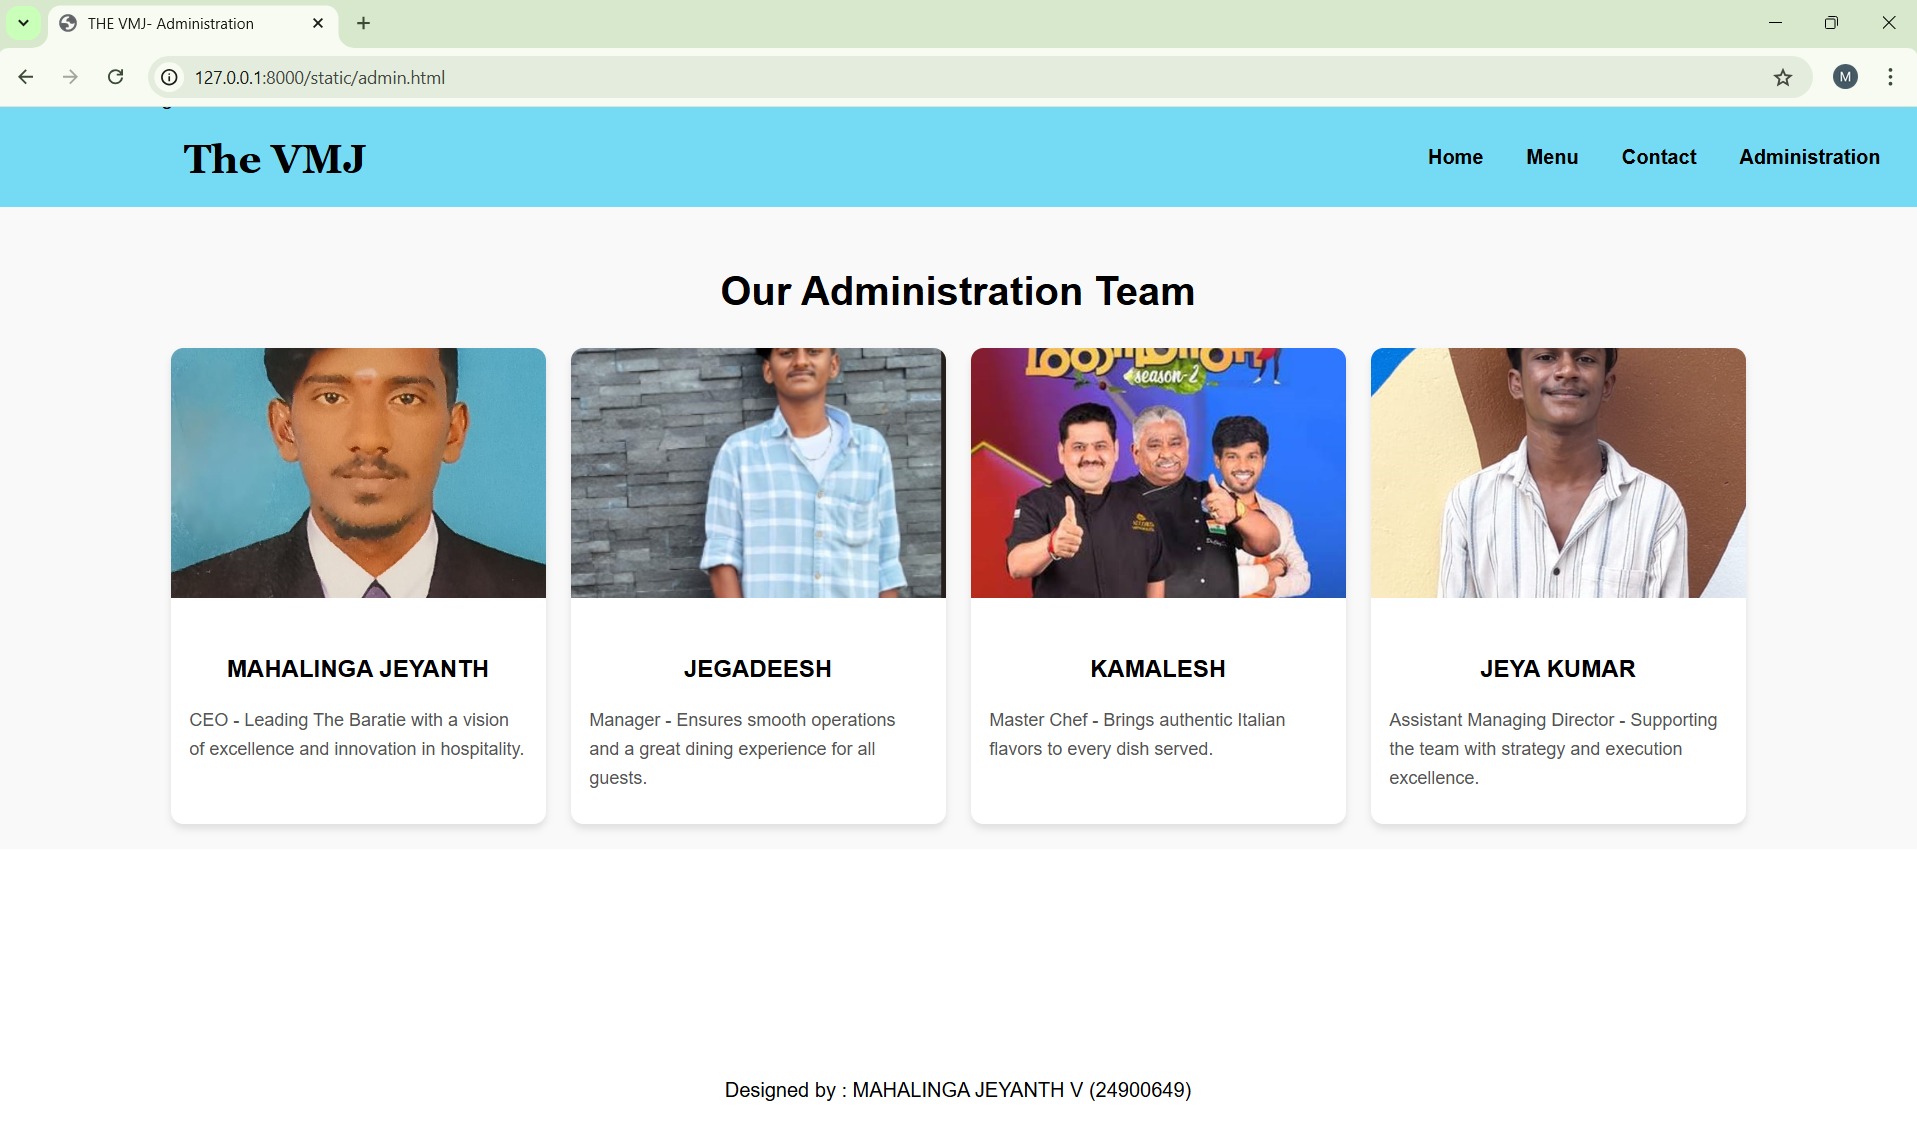 THE VMJ- Administration
127.0.0.1:8000/static/admin.html
M
The VMJ
Home Menu Contact Administration
Our Administration Team
season-2
MAHALINGA JEYANTH
CEO - Leading The Baratie with a vision
of excellence and innovation in hospitality.
JEGADEESH
Manager - Ensures smooth operations
and a great dining experience for all
guests.
KAMALESH
Master Chef - Brings authentic Italian
flavors to every dish served.
JEYA KUMAR
Assistant Managing Director - Supporting
the team with strategy and execution
excellence.
Designed by : MAHALINGA JEYANTH V (24900649)